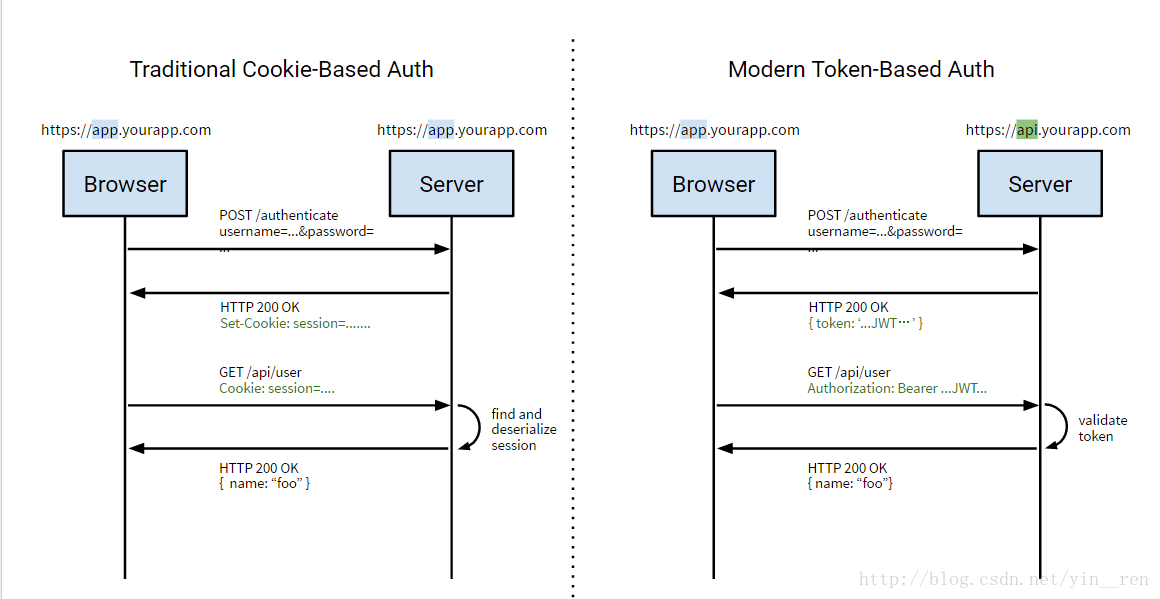 Traditional Cookie-Based Auth
https://app.yourapp.com
https://app.yourapp.com
Browser
Server
POST /authenticate
username=...&password=
...
HTTP 200 OK
Set-Cookie: session=.......
GET /api/user
Cookie: session=....
find and
deserialize
session
HTTP 200 OK
{  name: “foo” }
Modern Token-Based Auth
https://app.yourapp.com
https://api.yourapp.com
Browser
Server
POST /authenticate
username=...&password=
...
HTTP 200 OK
{ token: ‘...JWT… ’ }
GET /api/user
Authorization: Bearer ...JWT...
validate
token
HTTP 200 OK
{ name: “foo”}
http://blog.csdn.net/yin__ren